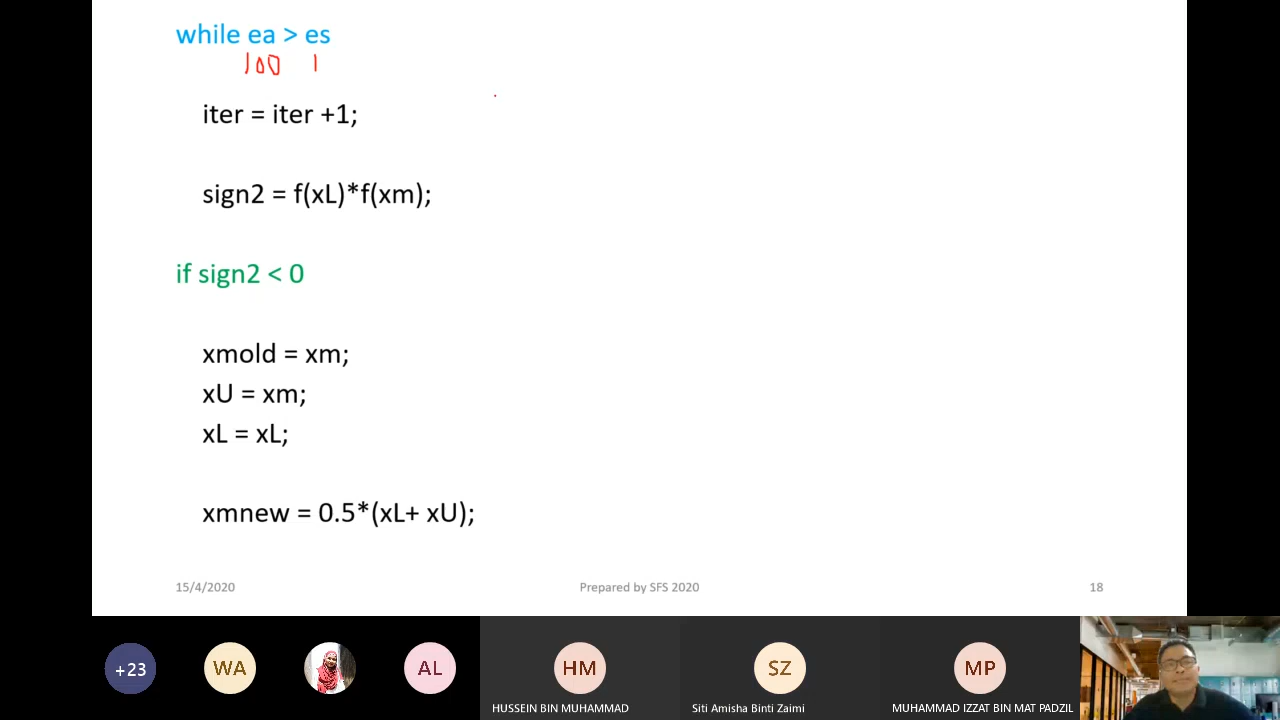 while ea > es
100 1
iter = iter +1;
sign2 = f(xL)*f(xm);
if sign2 < 0
xmold = xm;
xU = xm;
xL = xL;
xmnew = 0.5*(xL+ xU);
15/4/2020 Prepared by SFS 2020 18
+23 WA AL HM SZ MP
HUSSEIN BIN MUHAMMAD Siti Amisha Binti Zaimi MUHAMMAD IZZAT BIN MAT PADZIL